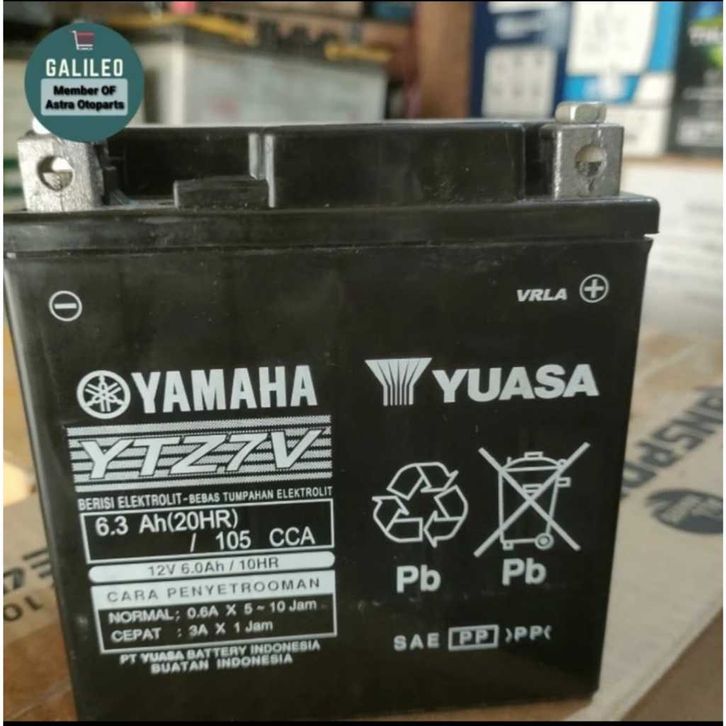 GALILEO
Member OF
Astra Otoparts
VRLA
YAMAHA
YUASA
YTZ7V
BERISI ELEKTROLIT-BEBAS TUMPAHAN ELEKTROLIT
6.3 Ah(20HR)
/ 105 CCA
12V 6.0Ah / 10HR
CARA PENYETROOMAN
NORMAL; 0.6A X 5~10 Jam
CEPAT : 3A X 1 Jam
PT YUASA BATTERY INDONESIA
BUATAN INDONESIA
Pb
Pb
SAE PP >PP<